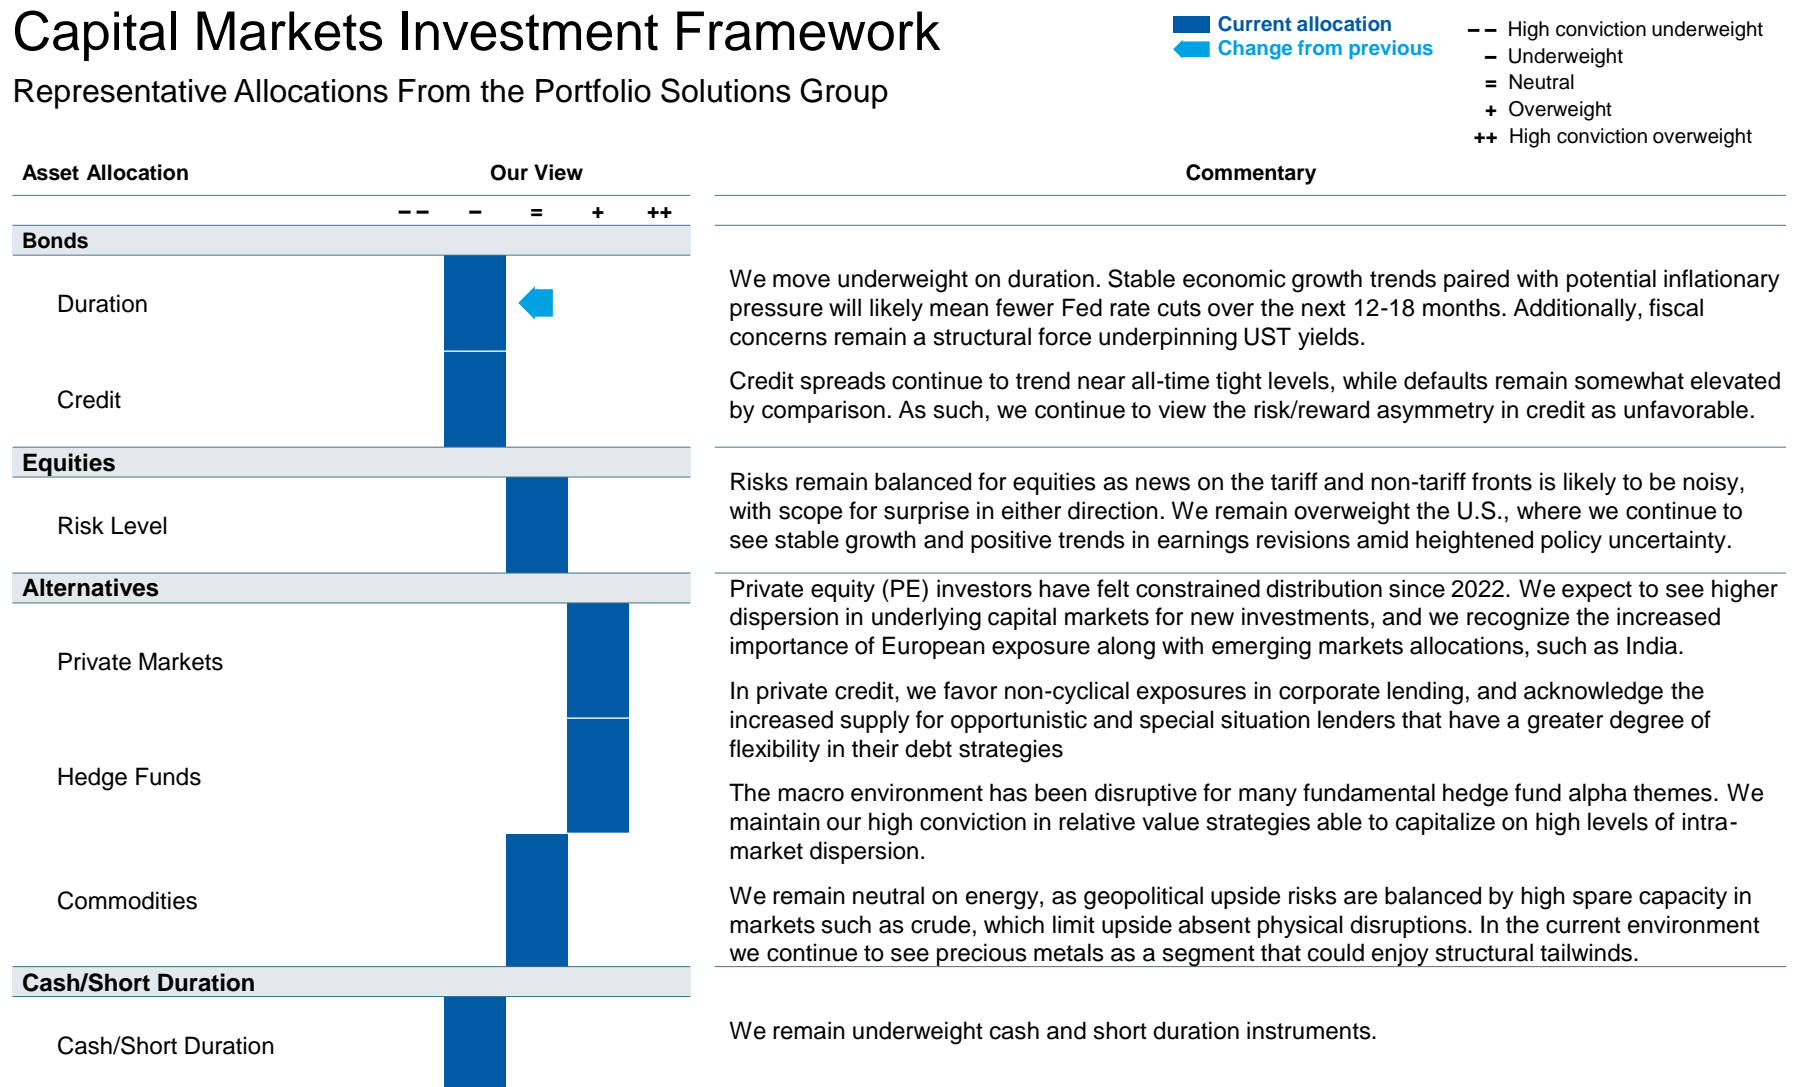 Capital Markets Investment Framework
Representative Allocations From the Portfolio Solutions Group
Current allocation
Change from previous
– – High conviction underweight
– Underweight
= Neutral
+ Overweight
++ High conviction overweight
Asset Allocation Our View Commentary
– – – = + ++
Bonds
Duration
We move underweight on duration. Stable economic growth trends paired with potential inflationary
pressure will likely mean fewer Fed rate cuts over the next 12-18 months. Additionally, fiscal
concerns remain a structural force underpinning UST yields.
Credit
Credit spreads continue to trend near all-time tight levels, while defaults remain somewhat elevated
by comparison. As such, we continue to view the risk/reward asymmetry in credit as unfavorable.
Equities
Risk Level
Risks remain balanced for equities as news on the tariff and non-tariff fronts is likely to be noisy,
with scope for surprise in either direction. We remain overweight the U.S., where we continue to
see stable growth and positive trends in earnings revisions amid heightened policy uncertainty.
Alternatives
Private Markets
Private equity (PE) investors have felt constrained distribution since 2022. We expect to see higher
dispersion in underlying capital markets for new investments, and we recognize the increased
importance of European exposure along with emerging markets allocations, such as India.
In private credit, we favor non-cyclical exposures in corporate lending, and acknowledge the
increased supply for opportunistic and special situation lenders that have a greater degree of
flexibility in their debt strategies
Hedge Funds
The macro environment has been disruptive for many fundamental hedge fund alpha themes. We
maintain our high conviction in relative value strategies able to capitalize on high levels of intra-
market dispersion.
Commodities
We remain neutral on energy, as geopolitical upside risks are balanced by high spare capacity in
markets such as crude, which limit upside absent physical disruptions. In the current environment
we continue to see precious metals as a segment that could enjoy structural tailwinds.
Cash/Short Duration
Cash/Short Duration
We remain underweight cash and short duration instruments.